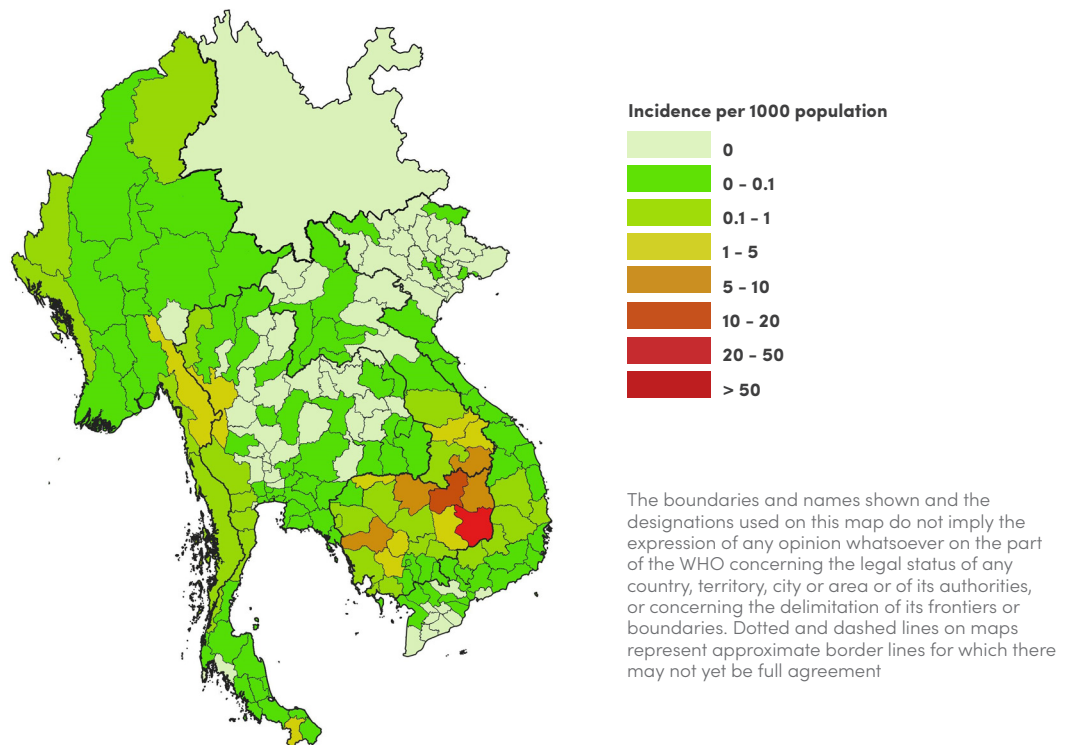 Incidence per 1000 population
0
0 - 0.1
0.1 - 1
1 - 5
5 - 10
10 - 20
20 - 50
> 50
The boundaries and names shown and the
designations used on this map do not imply the
expression of any opinion whatsoever on the part
of the WHO concerning the legal status of any
country, territory, city or area or of its authorities,
or concerning the delimitation of its frontiers or
boundaries. Dotted and dashed lines on maps
represent approximate border lines for which there
may not yet be full agreement